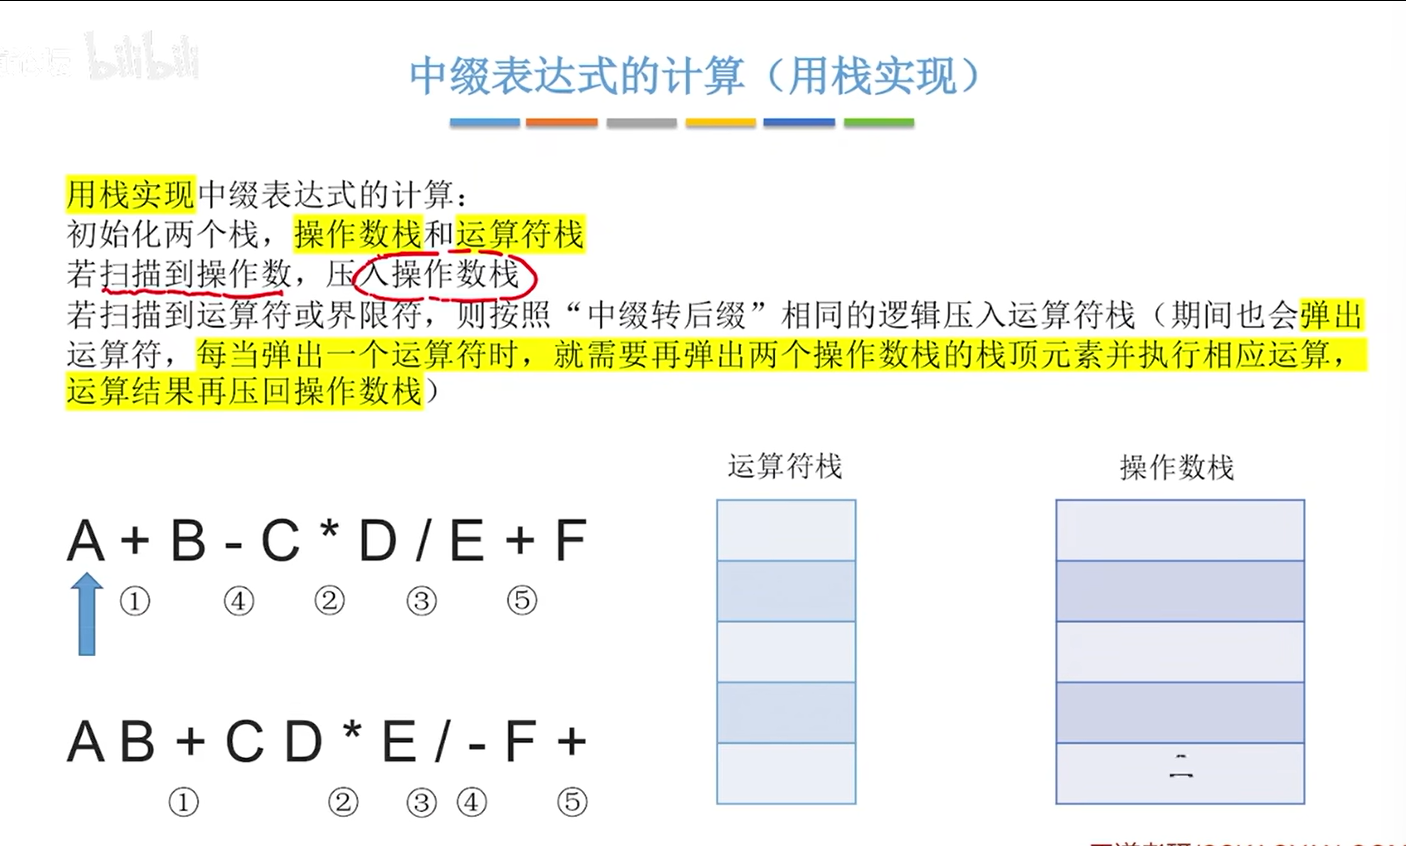 bilibili
中缀表达式的计算（用栈实现）
用栈实现中缀表达式的计算：
初始化两个栈，操作数栈和运算符栈
若扫描到操作数，压入操作数栈
若扫描到运算符或界限符，则按照“中缀转后缀”相同的逻辑压入运算符栈（期间也会弹出
运算符，每当弹出一个运算符时，就需要再弹出两个操作数栈的栈顶元素并执行相应运算，
运算结果再压回操作数栈）
运算符栈
操作数栈
A + B - C * D / E + F
① ④ ② ③ ⑤
A B + C D * E / - F +
① ② ③ ④ ⑤